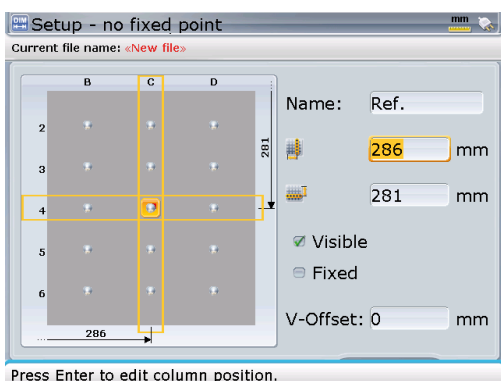 DIM Setup - no fixed point mm
Current file name: «New file»
B C D
2
3
4
5
6
281
286
Name: Ref.
286 mm
281 mm
Visible
Fixed
V-Offset: 0 mm
Press Enter to edit column position.